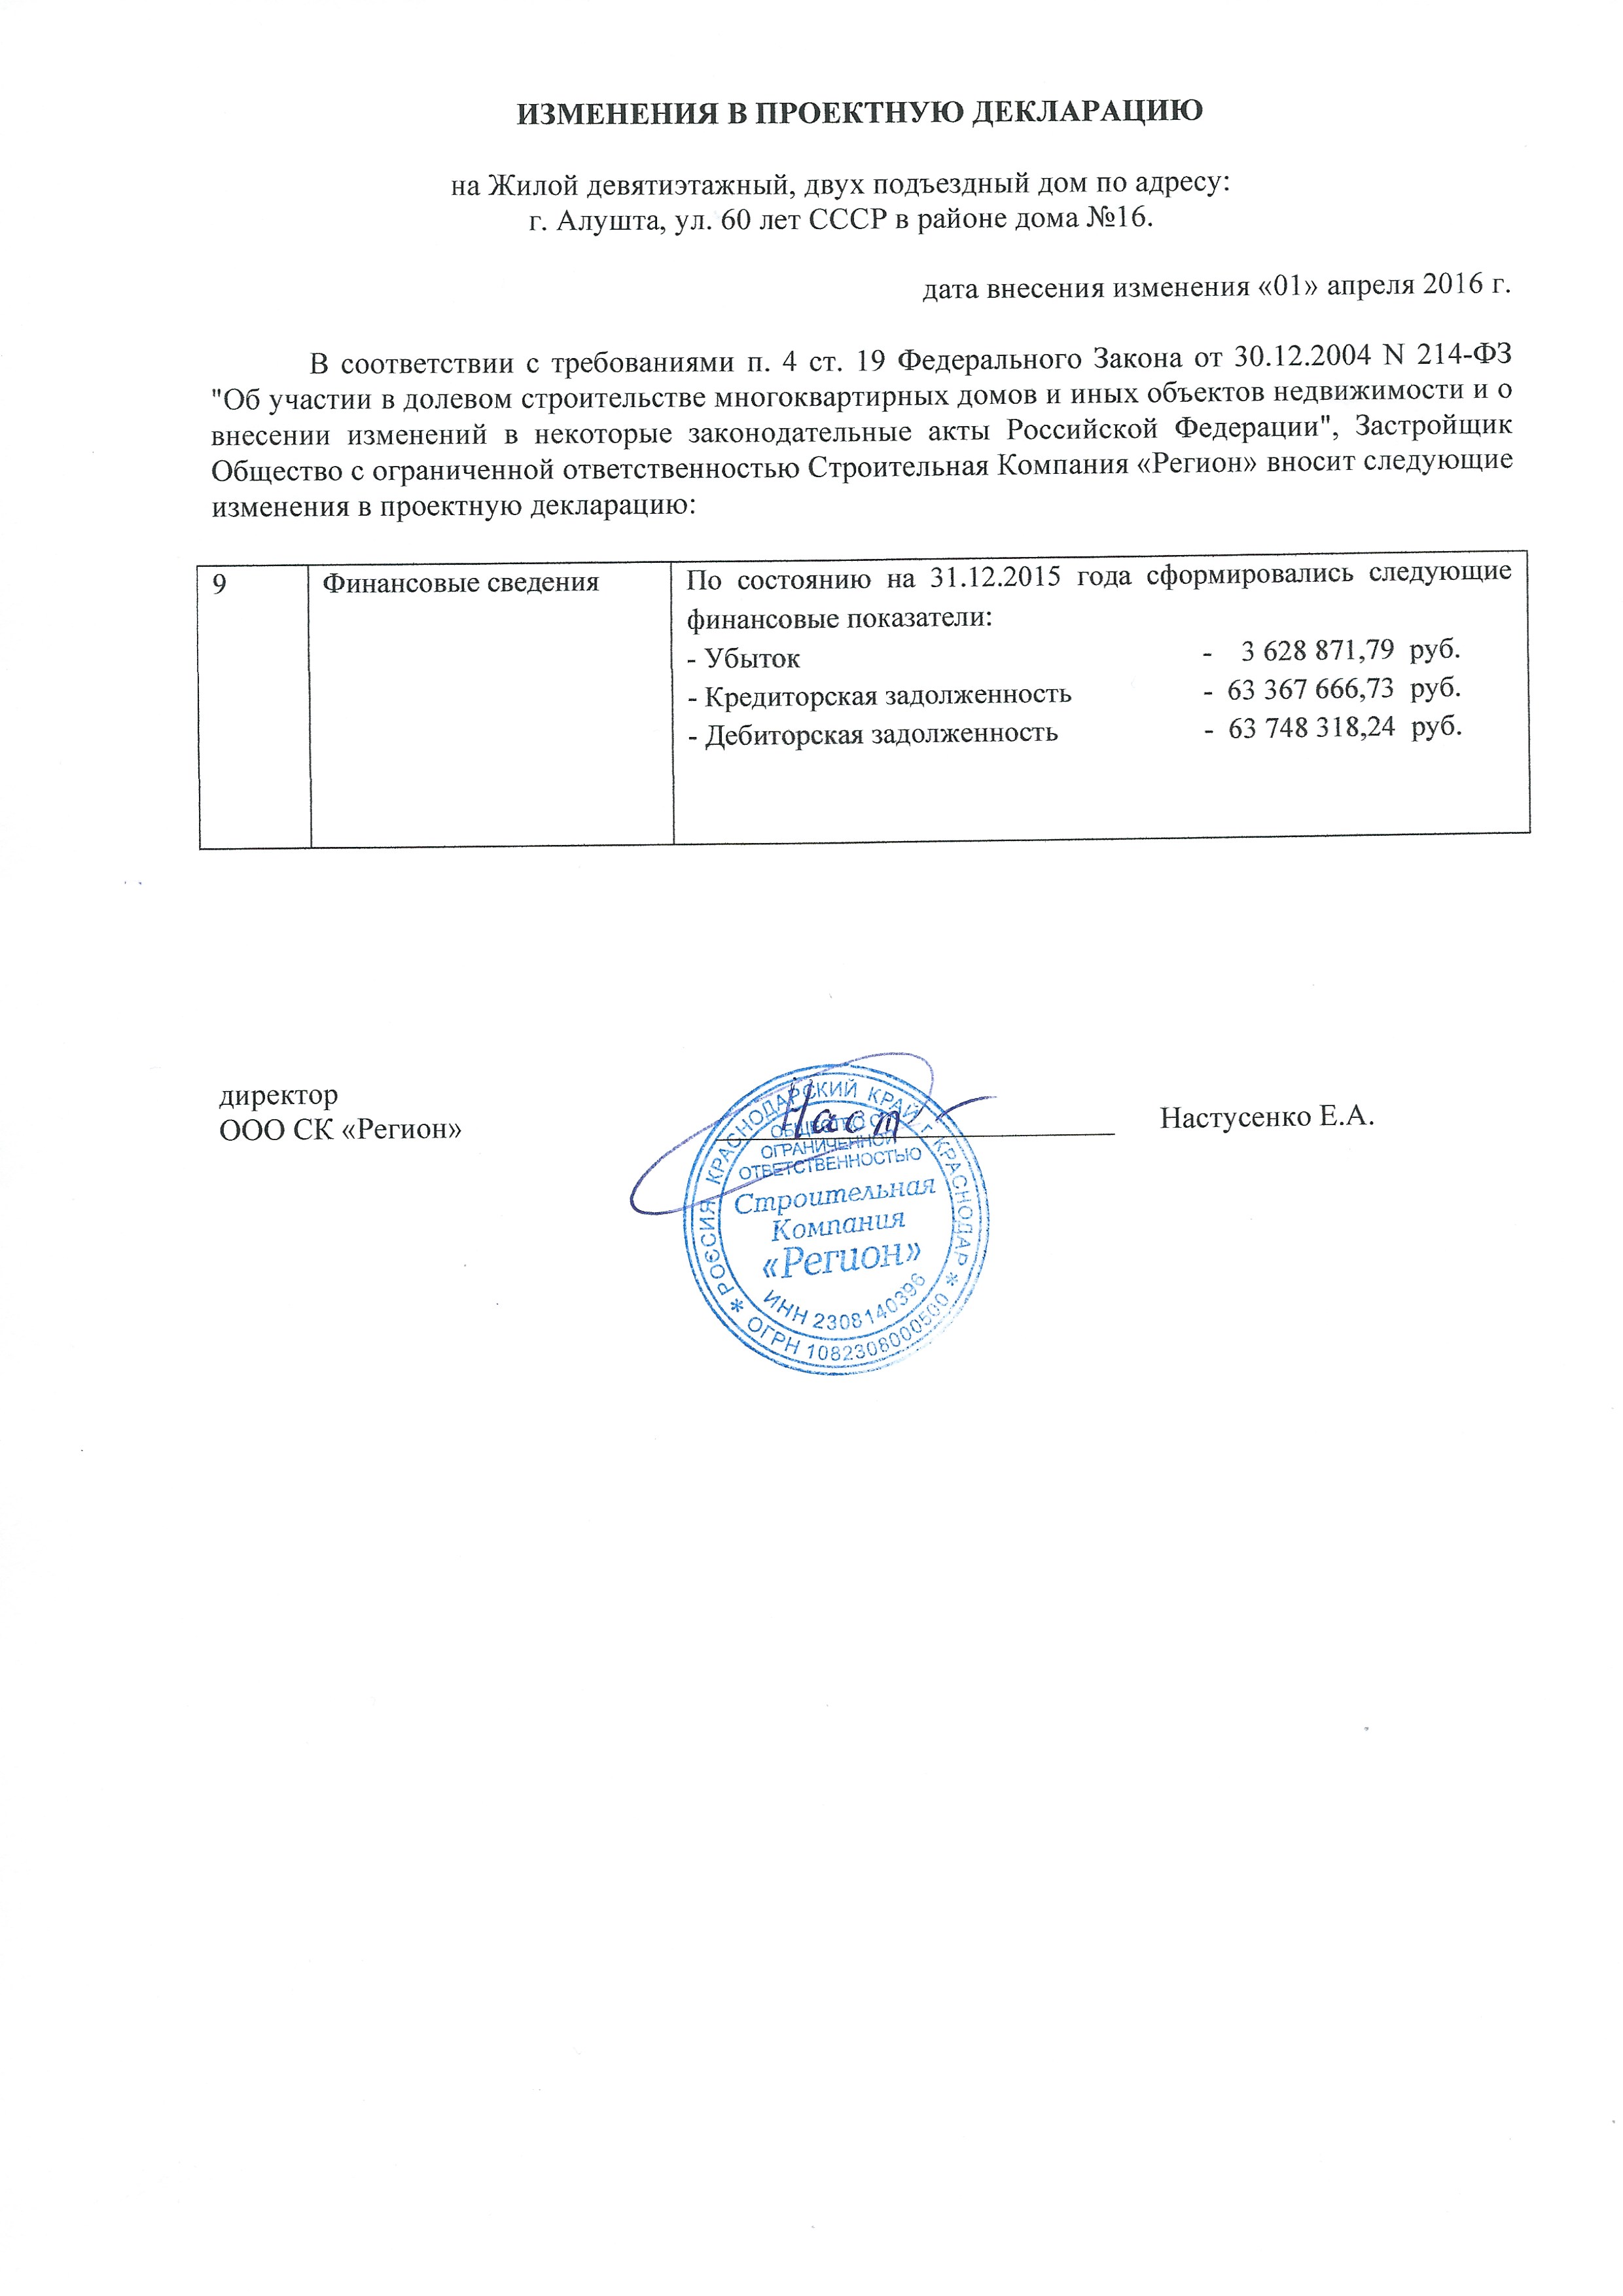 ИЗМЕНЕНИЯ В ПРОЕКТНУЮ ДЕКЛАРАЦИЮ
на Жилой девятиэтажный, двух подъездный дом по адресу:
г. Алушта, ул. 60 лет СССР в районе дома №16.
дата внесения изменения «01» апреля 2016 г.
В соответствии с требованиями п. 4 ст. 19 Федерального Закона от 30.12.2004 N 214-ФЗ
"Об участии в долевом строительстве многоквартирных домов и иных объектов недвижимости и о
внесении изменений в некоторые законодательные акты Российской Федерации", Застройщик
Общество с ограниченной ответственностью Строительная Компания «Регион» вносит следующие
изменения в проектную декларацию:
9 Финансовые сведения По состоянию на 31.12.2015 года сформировались следующие
финансовые показатели:
- Убыток - 3 628 871,79 руб.
- Кредиторская задолженность - 63 367 666,73 руб.
- Дебиторская задолженность - 63 748 318,24 руб.
директор
ООО СК «Регион» Настусенко Е.А.
Наст
РОССИЯ КРАСНОДАРСКИЙ КРАЙ г. КРАСНОДАР
ОБЩЕСТВО С
ОГРАНИЧЕННОЙ
ОТВЕТСТВЕННОСТЬЮ
Строительная
Компания
«Регион»
ИНН 2308140396
* ОГРН 1082308000500 *